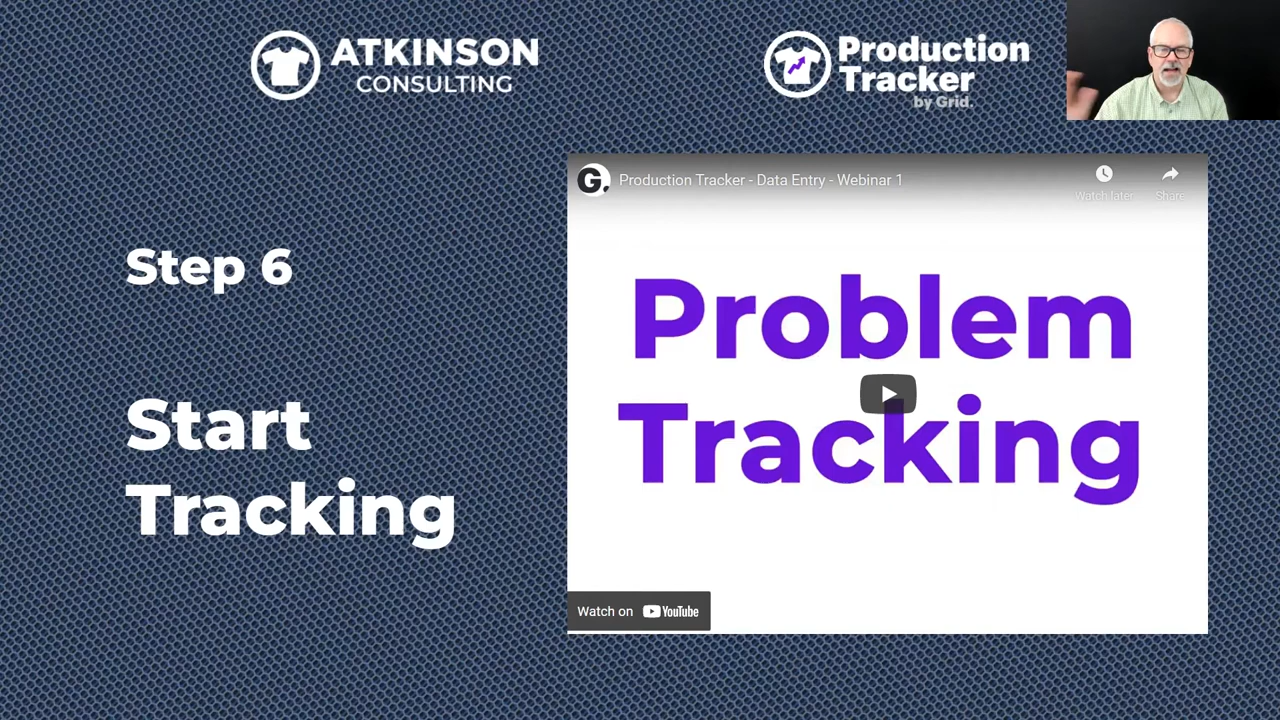 ATKINSON
CONSULTING
Production
Tracker
by Grid.
G.
Production Tracker - Data Entry - Webinar 1
Watch later
Share
Step 6
Start
Tracking
Problem
Tracking
Watch on YouTube